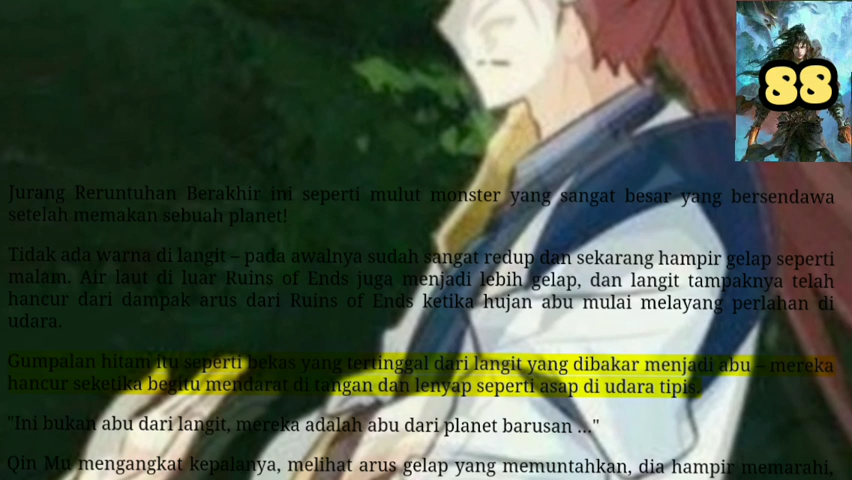 88
Jurang Reruntuhan Berakhir ini seperti mulut monster yang sangat besar yang bersendawa
setelah memakan sebuah planet!
Tidak ada warna di langit – pada awalnya sudah sangat redup dan sekarang hampir gelap seperti
malam. Air laut di luar Ruins of Ends juga menjadi lebih gelap, dan langit tampaknya telah
hancur dari dampak arus dari Ruins of Ends ketika hujan abu mulai melayang perlahan di
udara.
Gumpalan hitam itu seperti bekas yang tertinggal dari langit yang dibakar menjadi abu – mereka
hancur seketika begitu mendarat di tangan dan lenyap seperti asap di udara tipis.
"Ini bukan abu dari langit, mereka adalah abu dari planet barusan ..."
Qin Mu mengangkat kepalanya, melihat arus gelap yang memuntahkan, dia hampir memarahi,